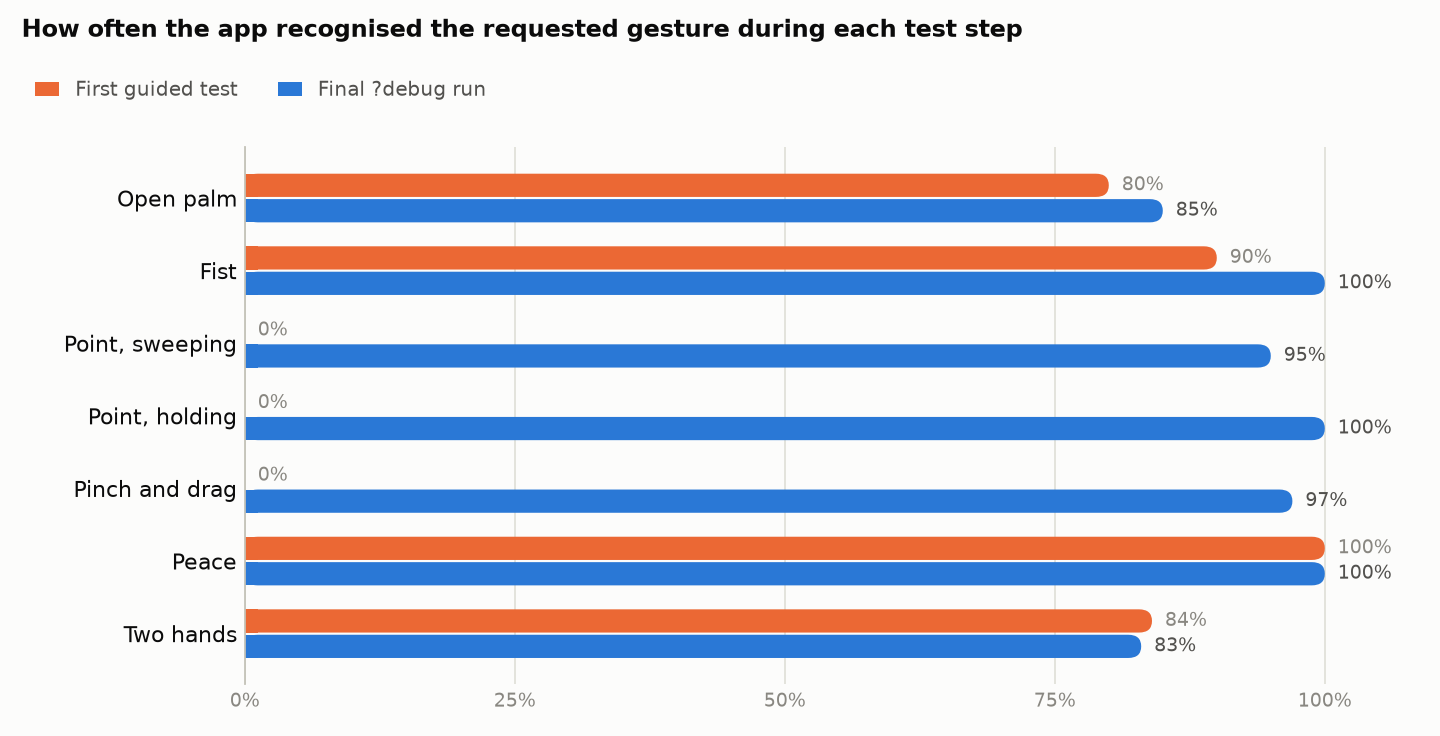 How often the app recognised the requested gesture during each test step
First guided test
Final ?debug run
Open palm
80%
85%
Fist
90%
100%
Point, sweeping
0%
95%
Point, holding
0%
100%
Pinch and drag
0%
97%
Peace
100%
100%
Two hands
84%
83%
0%
25%
50%
75%
100%